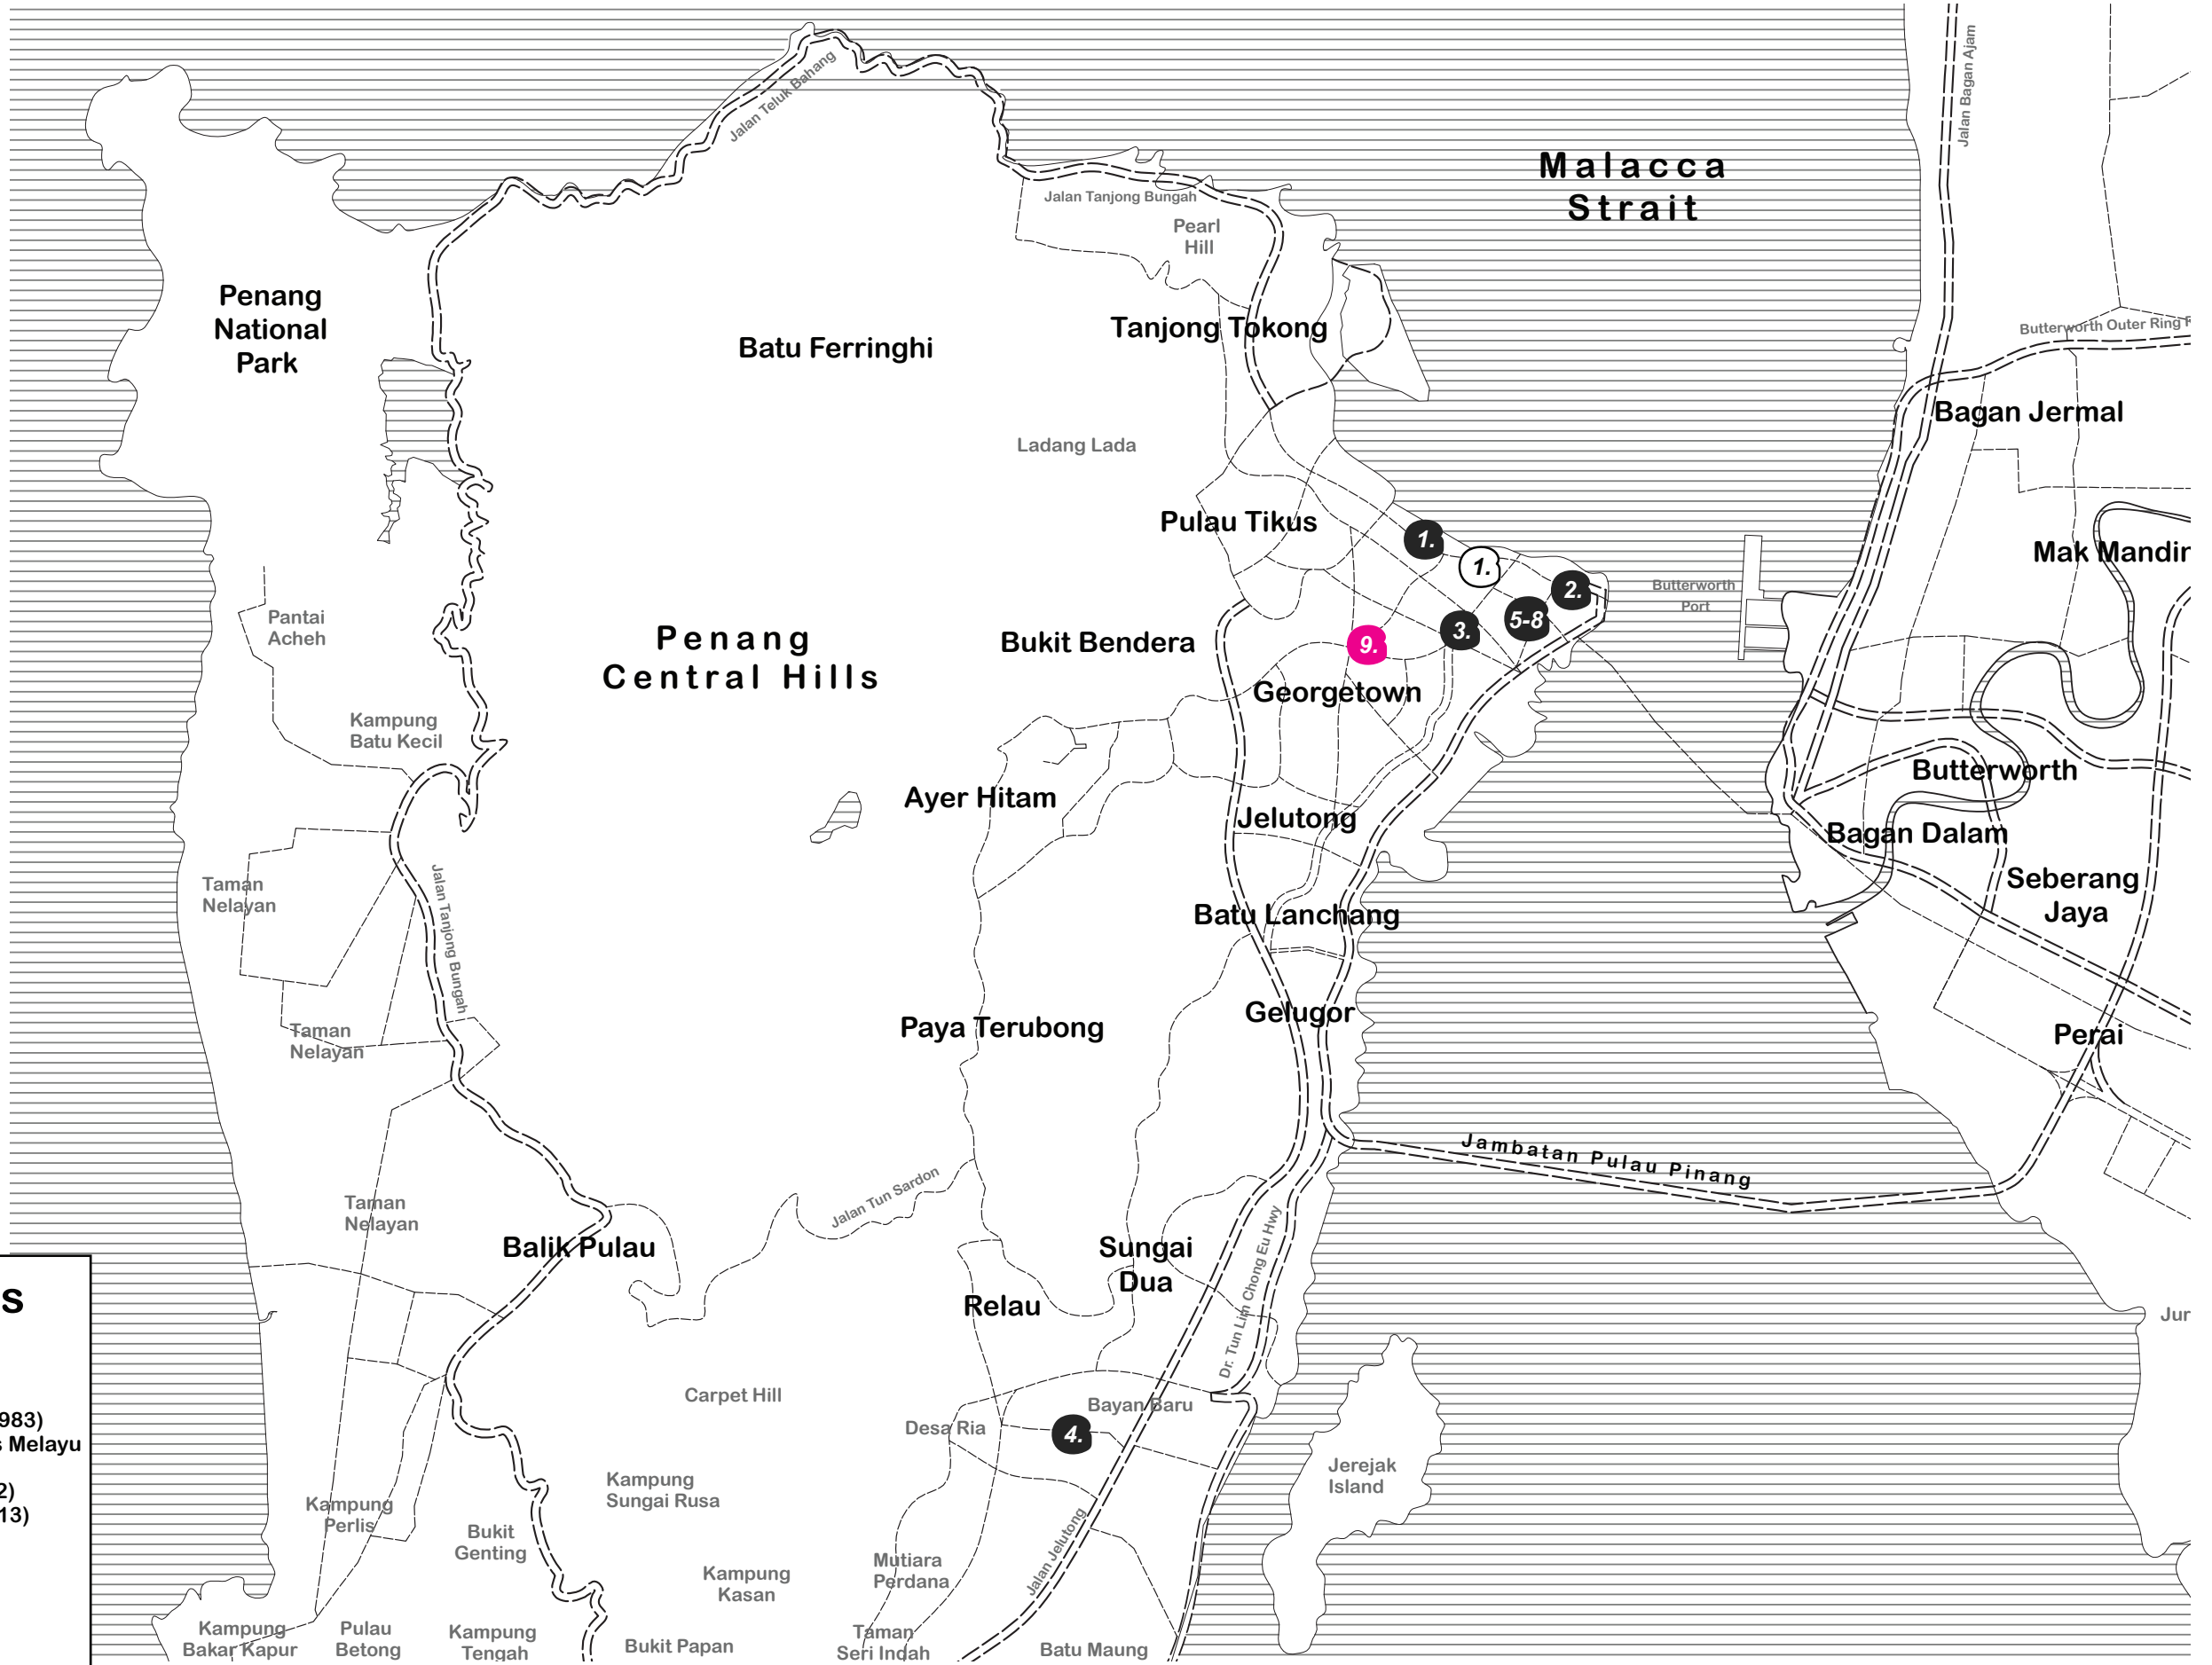 Jalan Teluk Bahang
Jalan Bagan Ajam
Malacca
Strait
Jalan Tanjong Bungah
Pearl
Hill
Penang
National
Park
Batu Ferringhi
Tanjong Tokong
Butterworth Outer Ring
Bagan Jermal
Ladang Lada
Pulau Tikus
1.
1.
2.
5-8
3.
9.
Butterworth
Port
Mak Mandir
Pantai
Acheh
Penang
Central Hills
Bukit Bendera
Georgetown
Kampung
Batu Kecil
Ayer Hitam
Jelutong
Butterworth
Bagan Dalam
Taman
Nelayan
Jalan Tanjong Bungah
Batu Lanchang
Seberang
Jaya
Taman
Nelayan
Paya Terubong
Gelugor
Perai
Jambatan Pulau Pinang
Taman
Nelayan
Jalan Tun Sardon
Balik Pulau
Sungai
Dua
Dr. Tun Lim Chong Eu Hwy
Relau
Jur
s
983)
s Melayu
2)
13)
Carpet Hill
Desa Ria
Bayan Baru
4.
Jerejak
Island
Kampung
Sungai Rusa
Kampung
Perlis
Bukit
Genting
Kampung
Kasan
Mutiara
Perdana
Jalan Jelutong
Kampung
Bakar Kapur
Pulau
Betong
Kampung
Tengah
Bukit Papan
Taman
Seri Indah
Batu Maung